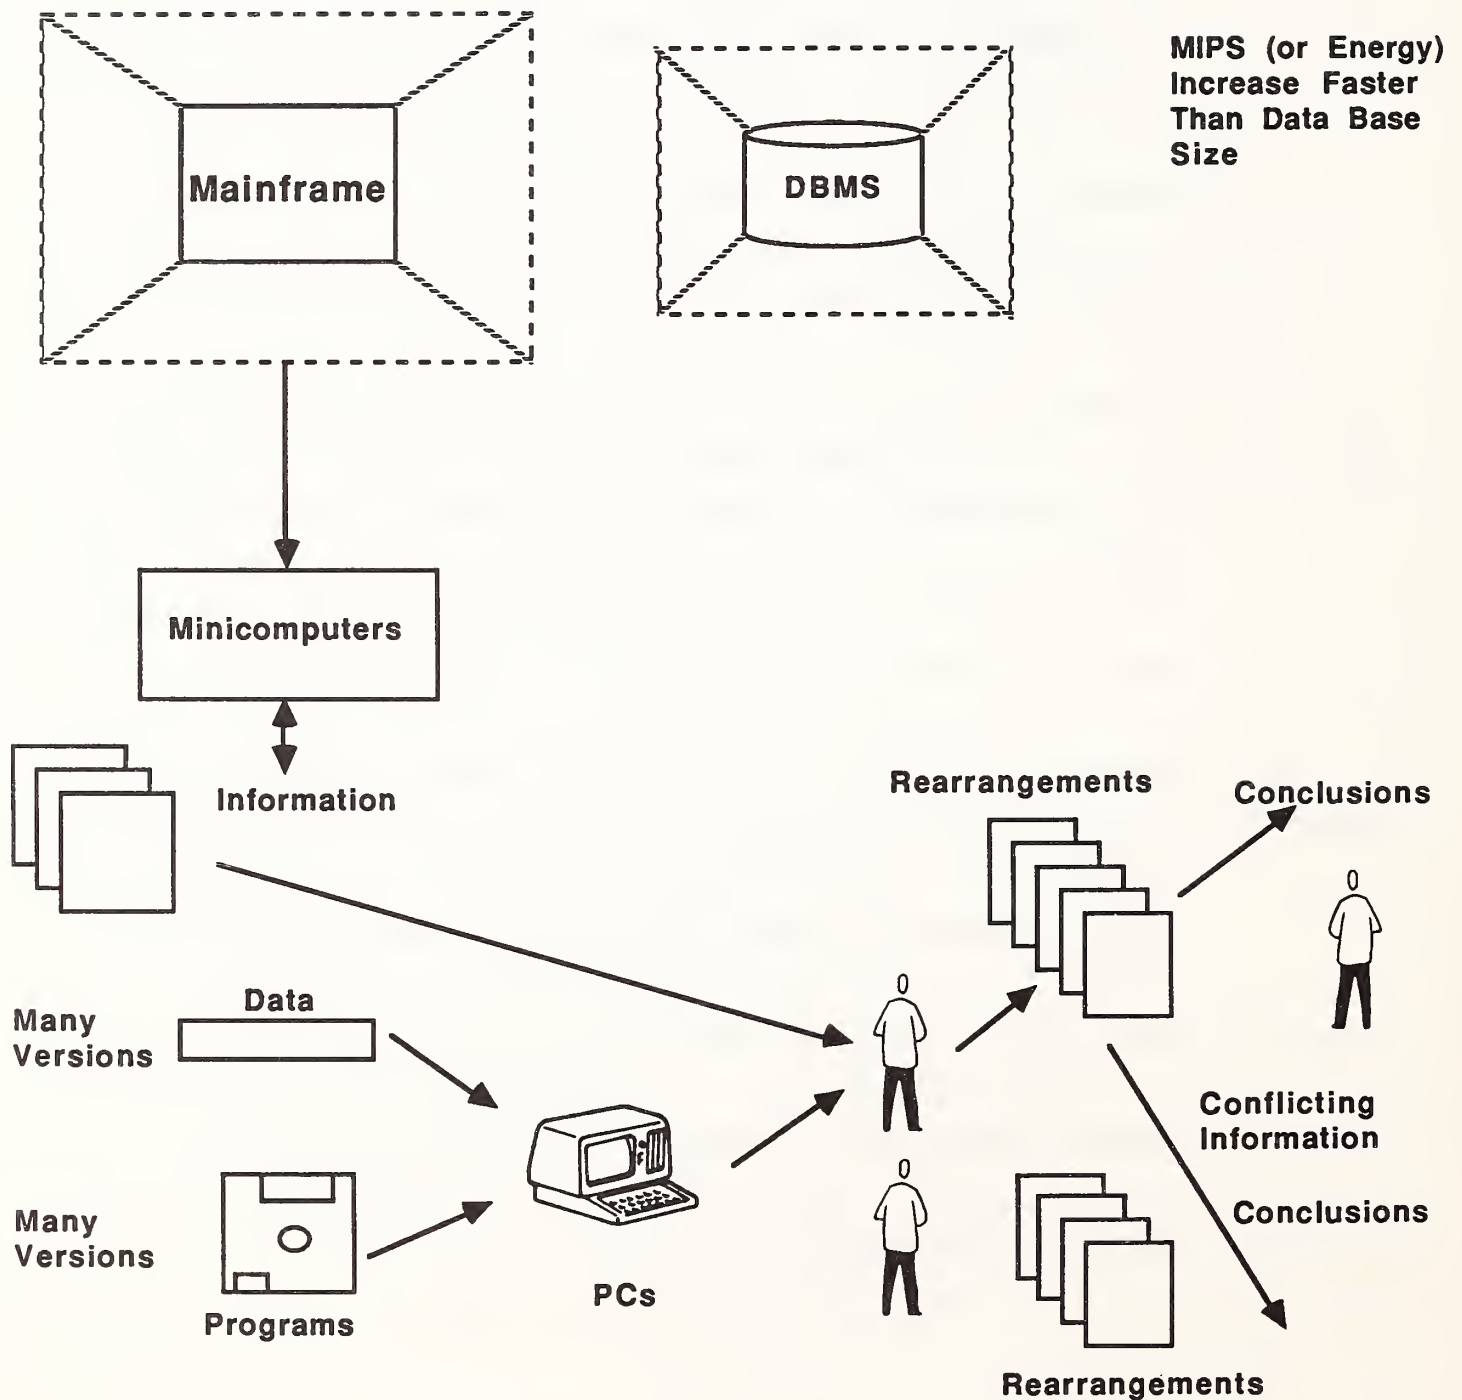 MIPS (or Energy)
Increase Faster
Than Data Base
Size
Mainframe
DBMS
Minicomputers
Information
Rearrangements
Conclusions
Data
Many
Versions
Conflicting
Information
Many
Versions
Conclusions
PCs
Programs
Rearrangements